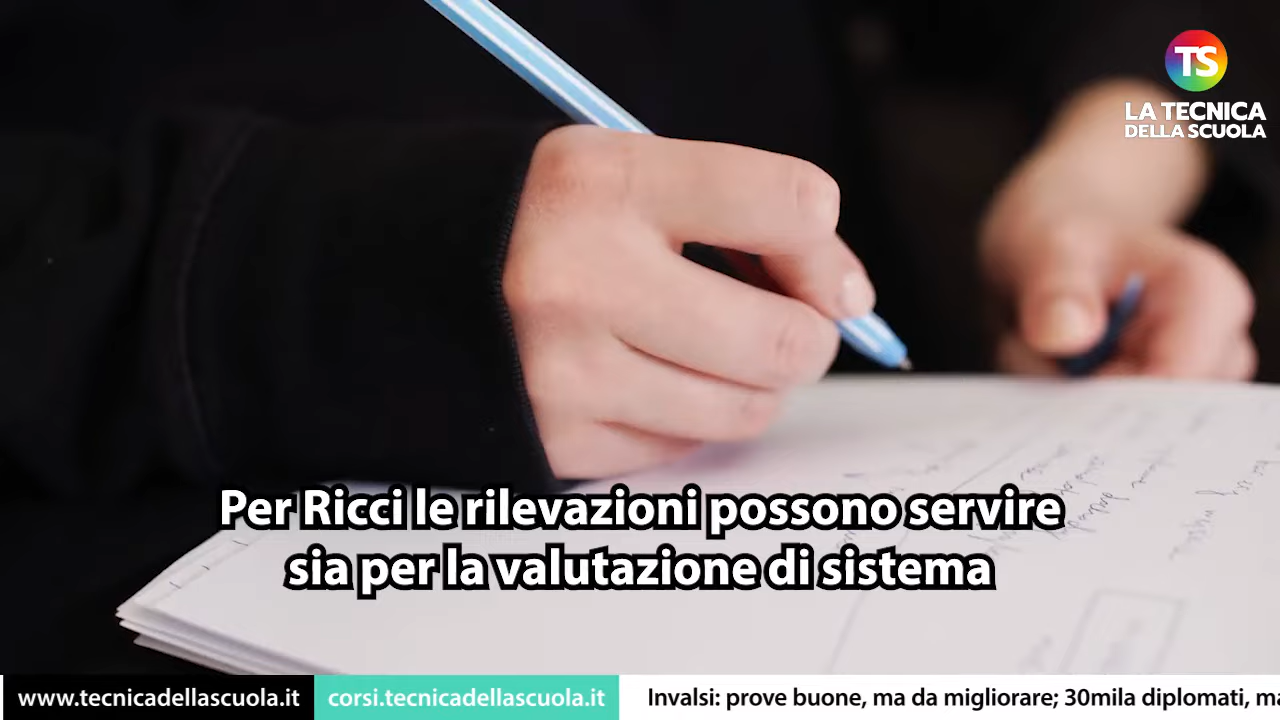 TS
LA TECNICA
DELLA SCUOLA
Per Ricci le rilevazioni possono servire
sia per la valutazione di sistema
www.tecnicadellascuola.it
corsi.tecnicadellascuola.it
Invalsi: prove buone, ma da migliorare; 30mila diplomati,